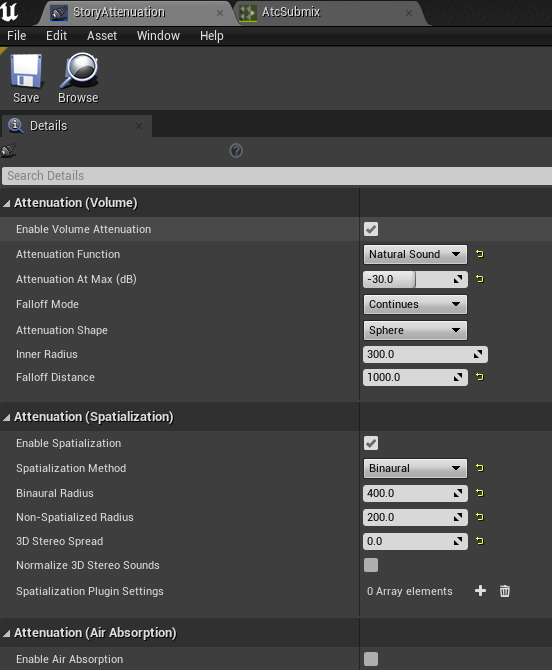 StoryAttenuation
AtcSubmix
File Edit Asset Window Help
Save Browse
Details
Search Details
Attenuation (Volume)
Enable Volume Attenuation
Attenuation Function Natural Sound
Attenuation At Max (dB) -30.0
Falloff Mode Continues
Attenuation Shape Sphere
Inner Radius 300.0
Falloff Distance 1000.0
Attenuation (Spatialization)
Enable Spatialization
Spatialization Method Binaural
Binaural Radius 400.0
Non-Spatialized Radius 200.0
3D Stereo Spread 0.0
Normalize 3D Stereo Sounds
Spatialization Plugin Settings 0 Array elements
Attenuation (Air Absorption)
Enable Air Absorption